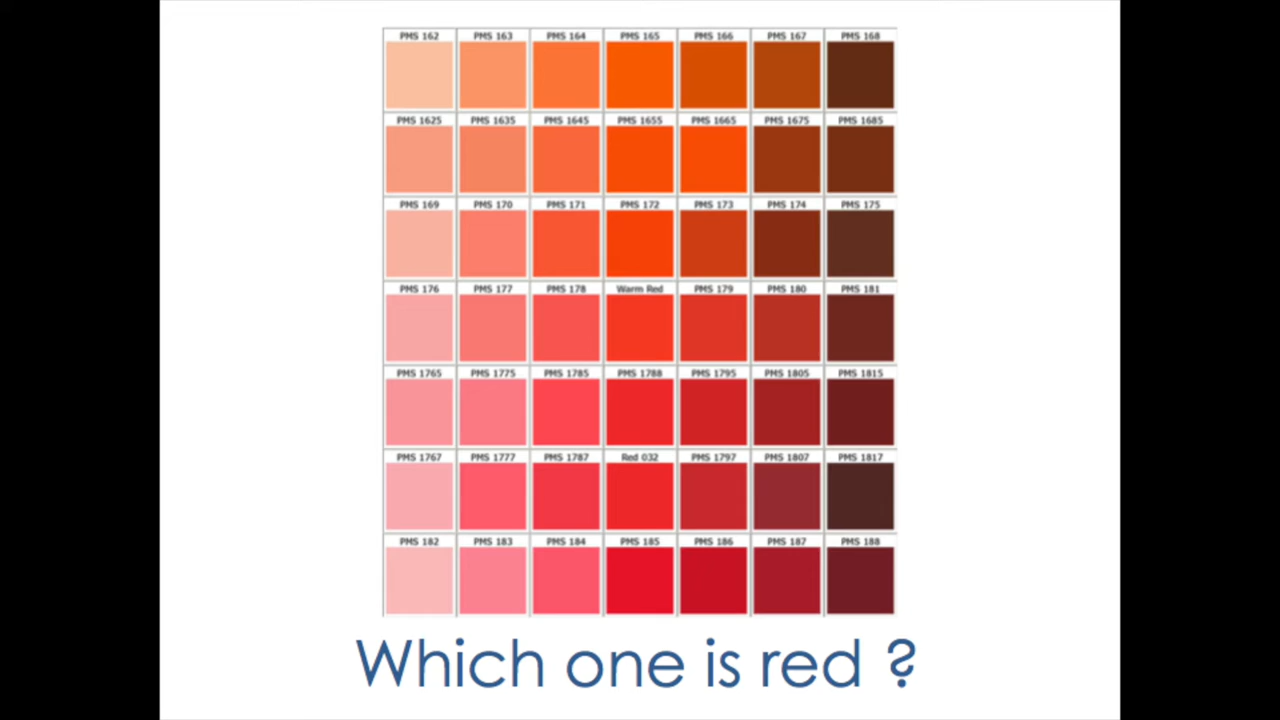 PMS 162 PMS 163 PMS 164 PMS 165 PMS 166 PMS 167 PMS 168
PMS 1625 PMS 1635 PMS 1645 PMS 1655 PMS 1665 PMS 1675 PMS 1685
PMS 169 PMS 170 PMS 171 PMS 172 PMS 173 PMS 174 PMS 175
PMS 176 PMS 177 PMS 178 Warm Red PMS 179 PMS 180 PMS 181
PMS 1765 PMS 1775 PMS 1785 PMS 1788 PMS 1795 PMS 1805 PMS 1815
PMS 1767 PMS 1777 PMS 1787 Red 032 PMS 1797 PMS 1807 PMS 1817
PMS 182 PMS 183 PMS 184 PMS 185 PMS 186 PMS 187 PMS 188
Which one is red ?